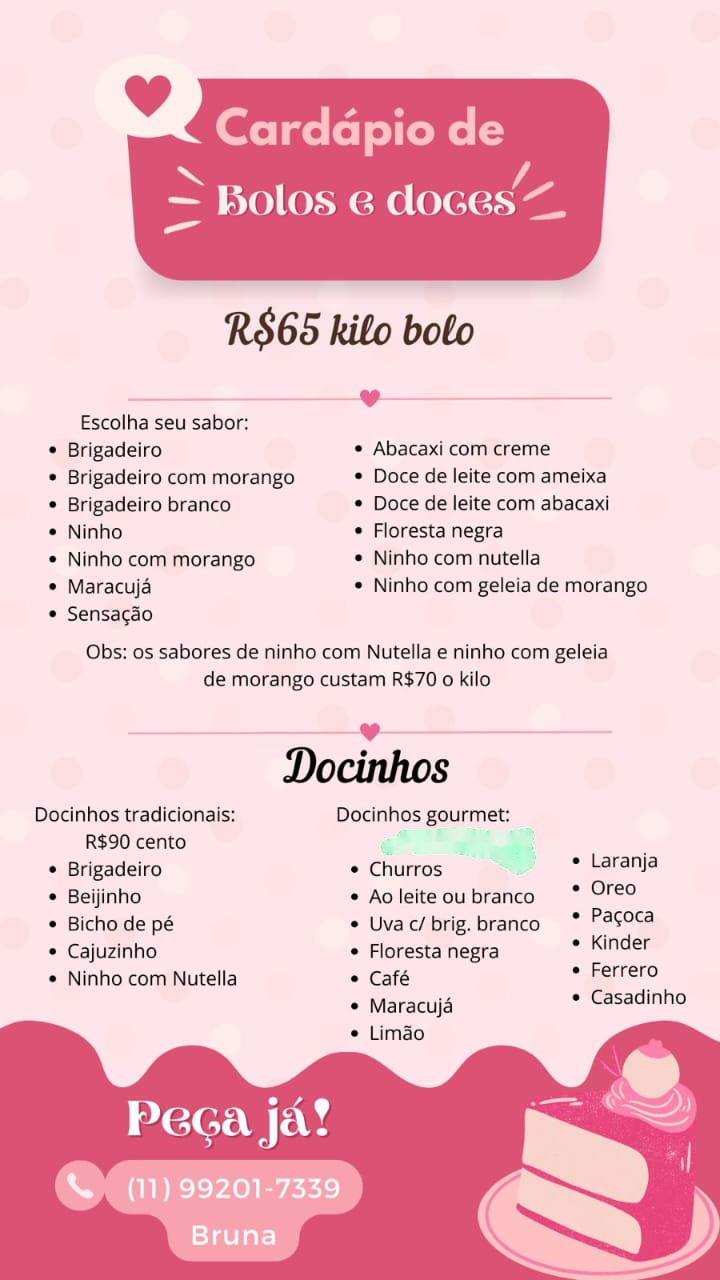 Cardápio de
Bolos e doces
R$65 kilo bolo
Escolha seu sabor:
Brigadeiro
Brigadeiro com morango
Brigadeiro branco
Ninho
Ninho com morango
Maracujá
Sensação
Abacaxi com creme
Doce de leite com ameixa
Doce de leite com abacaxi
Floresta negra
Ninho com nutella
Ninho com geleia de morango
Obs: os sabores de ninho com Nutella e ninho com geleia
de morango custam R$70 o kilo
Docinhos
Docinhos tradicionais:
R$90 cento
Brigadeiro
Beijinho
Bicho de pé
Cajuzinho
Ninho com Nutella
Docinhos gourmet:
Churros
Ao leite ou branco
Uva c/ brig. branco
Floresta negra
Café
Maracujá
Limão
Laranja
Oreo
Paçoca
Kinder
Ferrero
Casadinho
Peça já!
(11) 99201-7339
Bruna